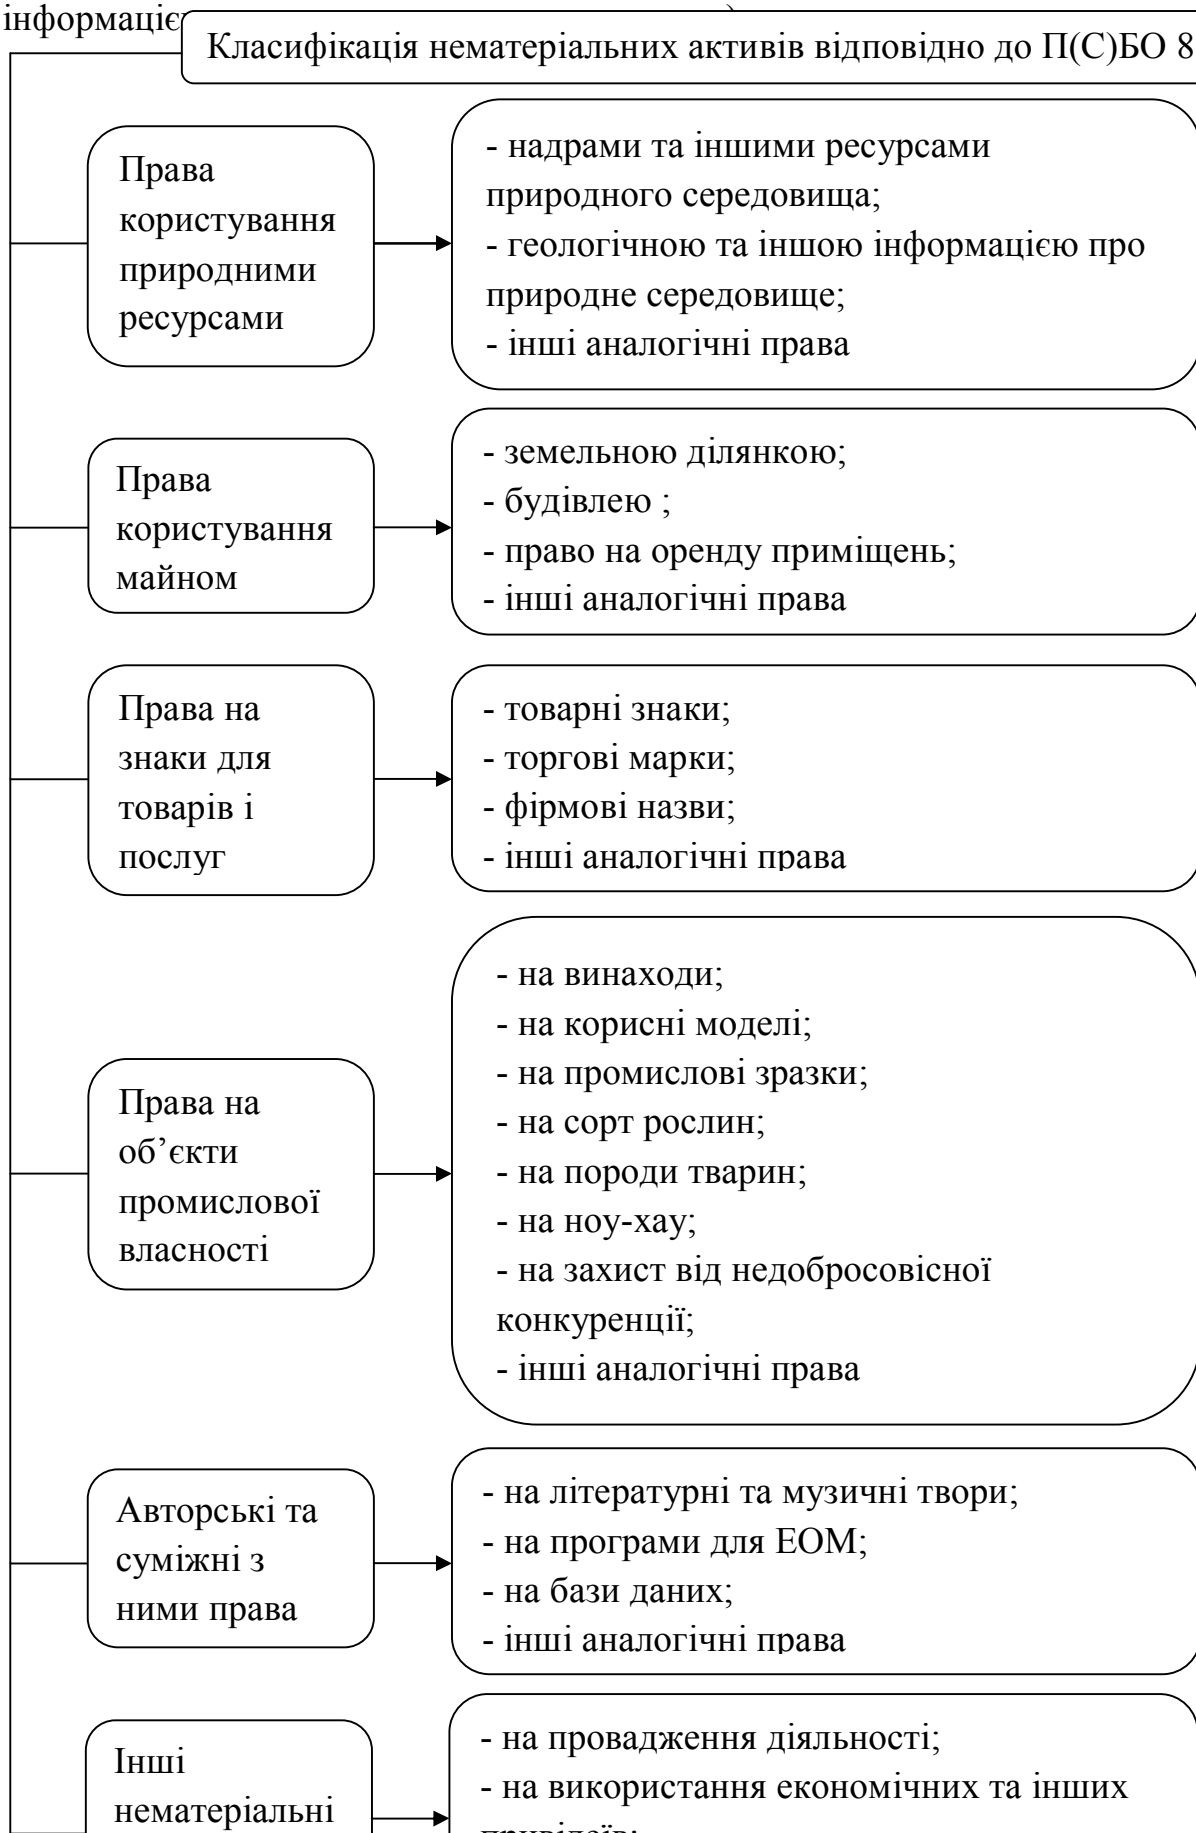 інформаціє
Класифікація нематеріальних активів відповідно до П(С)БО 8
Права
користування
природними
ресурсами
- надрами та іншими ресурсами
природного середовища;
- геологічною та іншою інформацією про
природне середовище;
- інші аналогічні права
Права
користування
майном
- земельною ділянкою;
- будівлею ;
- право на оренду приміщень;
- інші аналогічні права
Права на
знаки для
товарів і
послуг
- товарні знаки;
- торгові марки;
- фірмові назви;
- інші аналогічні права
Права на
об’єкти
промислової
власності
- на винаходи;
- на корисні моделі;
- на промислові зразки;
- на сорт рослин;
- на породи тварин;
- на ноу-хау;
- на захист від недобросовісної
конкуренції;
- інші аналогічні права
Авторські та
суміжні з
ними права
- на літературні та музичні твори;
- на програми для ЕОМ;
- на бази даних;
- інші аналогічні права
Інші
нематеріальні
- на провадження діяльності;
- на використання економічних та інших
привілеїв;